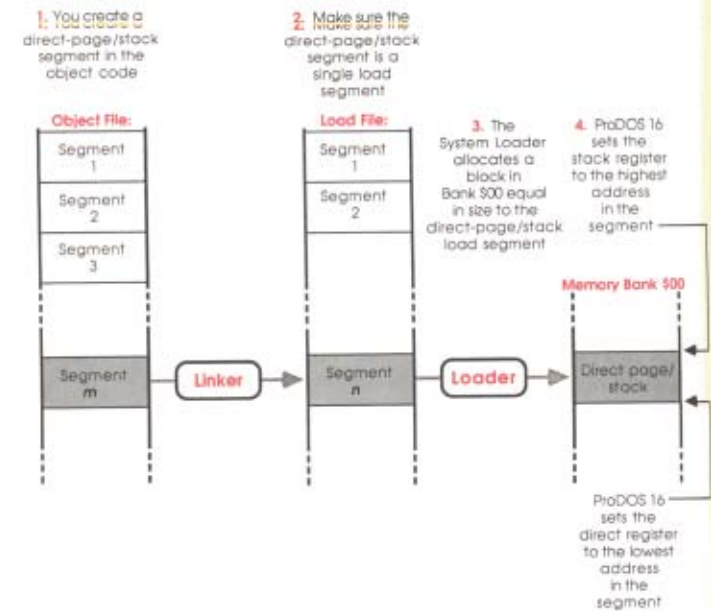 1. You create a
direct-page/stack
segment in the
object code
2. Make sure the
direct-page/stack
segment is a
single load
segment
3. The
System Loader
allocates a
block in
Bank $00 equal
in size to the
direct-page/stack
load segment
4. ProDOS 16
sets the
stack register
to the highest
address
in the
segment
Object File:
Segment
1
Segment
2
Segment
3
Segment
m
Linker
Load File:
Segment
1
Segment
2
Segment
n
Loader
Memory Bank $00
Direct page/
stack
ProDOS 16
sets the
direct register
to the lowest
address
in the
segment